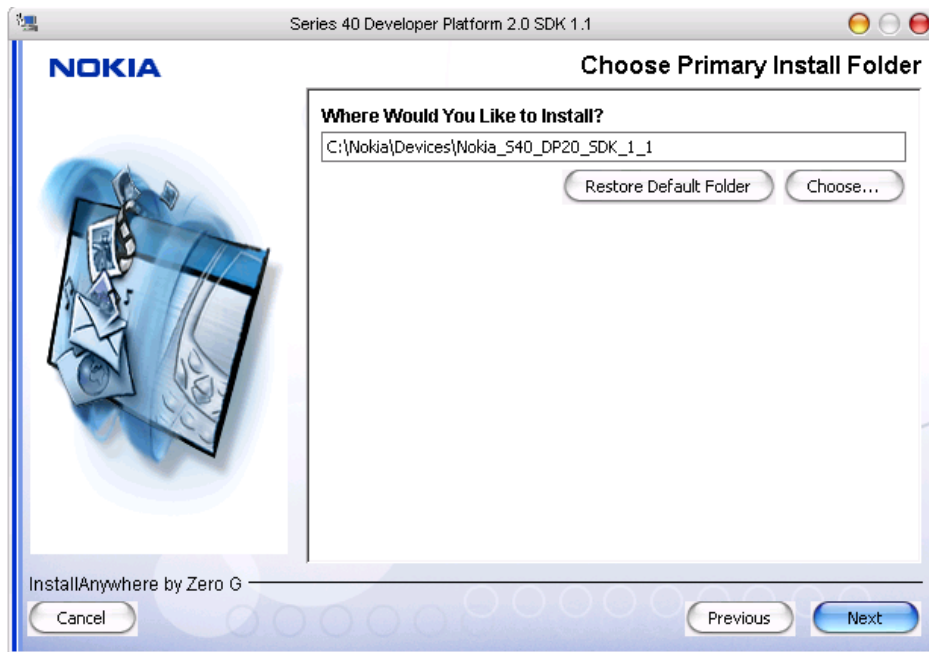 Series 40 Developer Platform 2.0 SDK 1.1
NOKIA
Choose Primary Install Folder
Where Would You Like to Install?
C:\Nokia\Devices\Nokia_S40_DP20_SDK_1_1
Restore Default Folder
Choose...
InstallAnywhere by Zero G
Cancel
Previous
Next